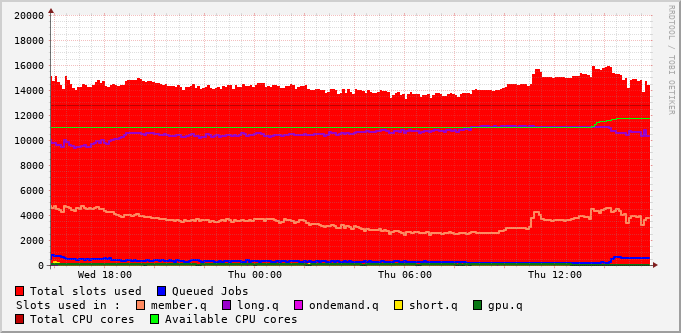 20000
18000
16000
14000
12000
10000
8000
6000
4000
2000
0
Wed 18:00 Thu 00:00 Thu 06:00 Thu 12:00
RRDTOOL / TOBI OETIKER
Total slots used Queued Jobs
Slots used in : member.q long.q ondemand.q short.q gpu.q
Total CPU cores Available CPU cores